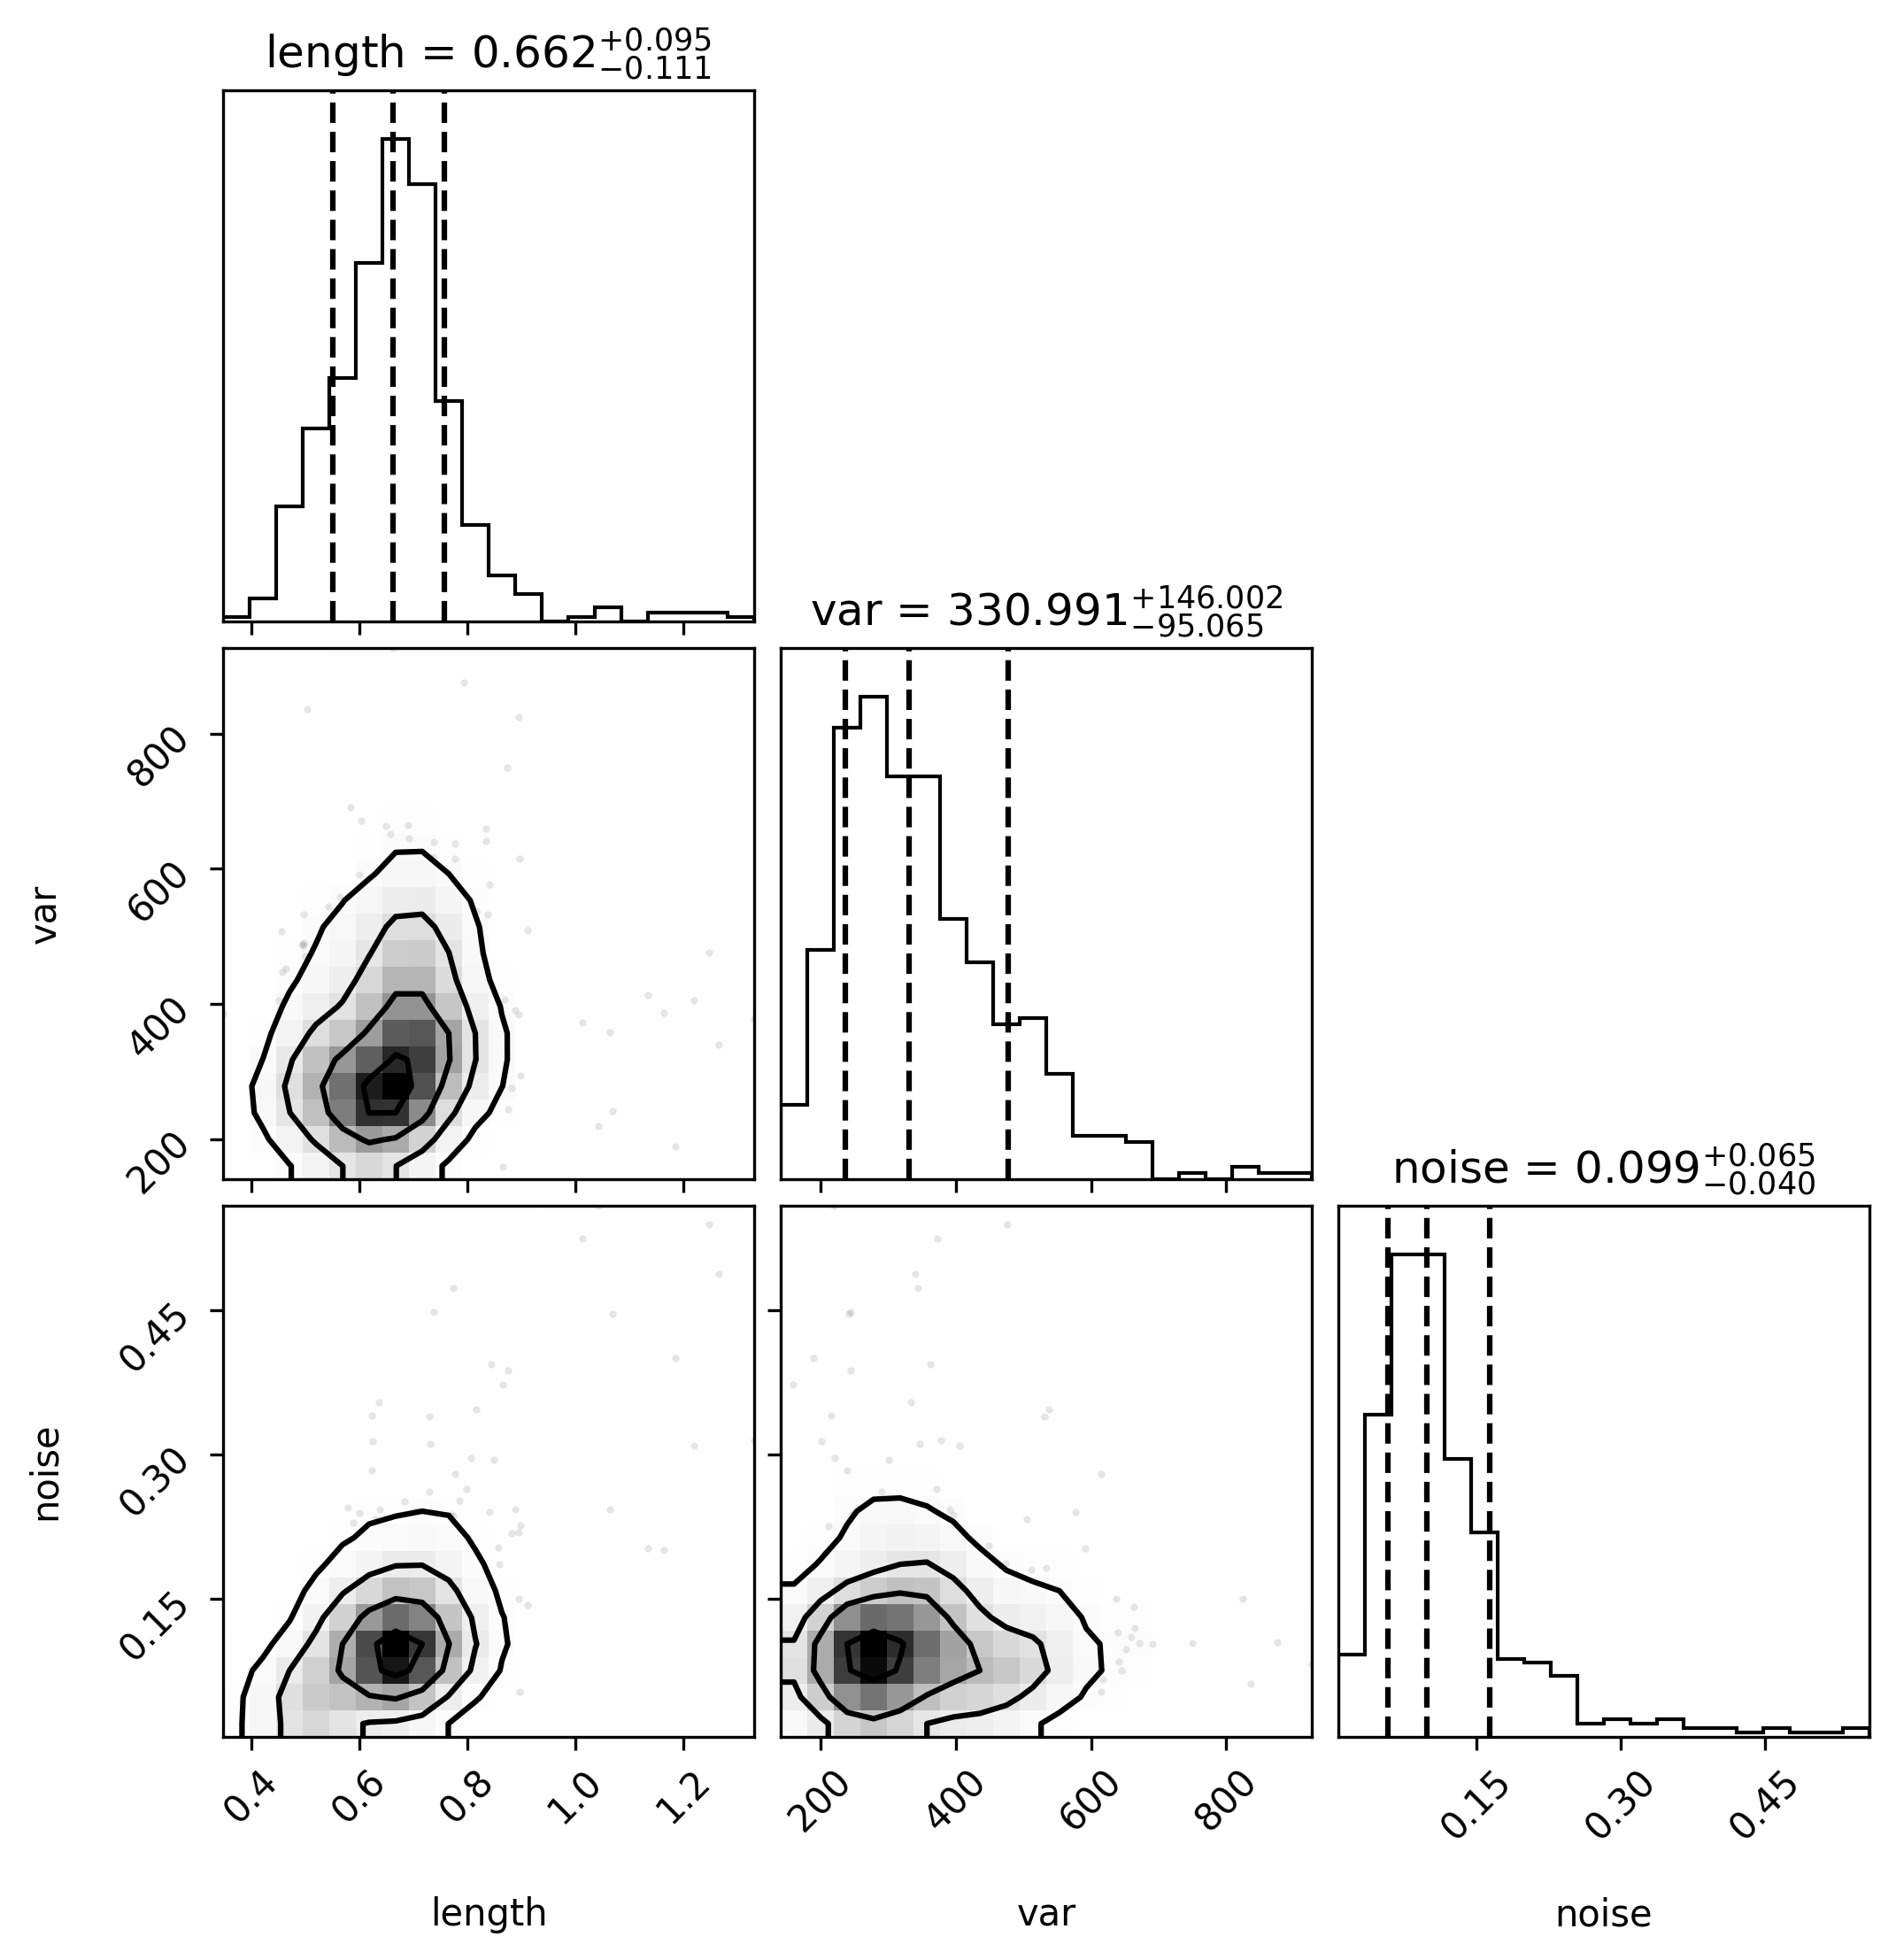 length = 0.662 +0.095 −0.111
var = 330.991 +146.002 −95.065
800
600
400
200
var
noise = 0.099 +0.065 −0.040
0.45
0.30
0.15
noise
0.4 0.6 0.8 1.0 1.2
200 400 600 800
0.15 0.30 0.45
length var noise